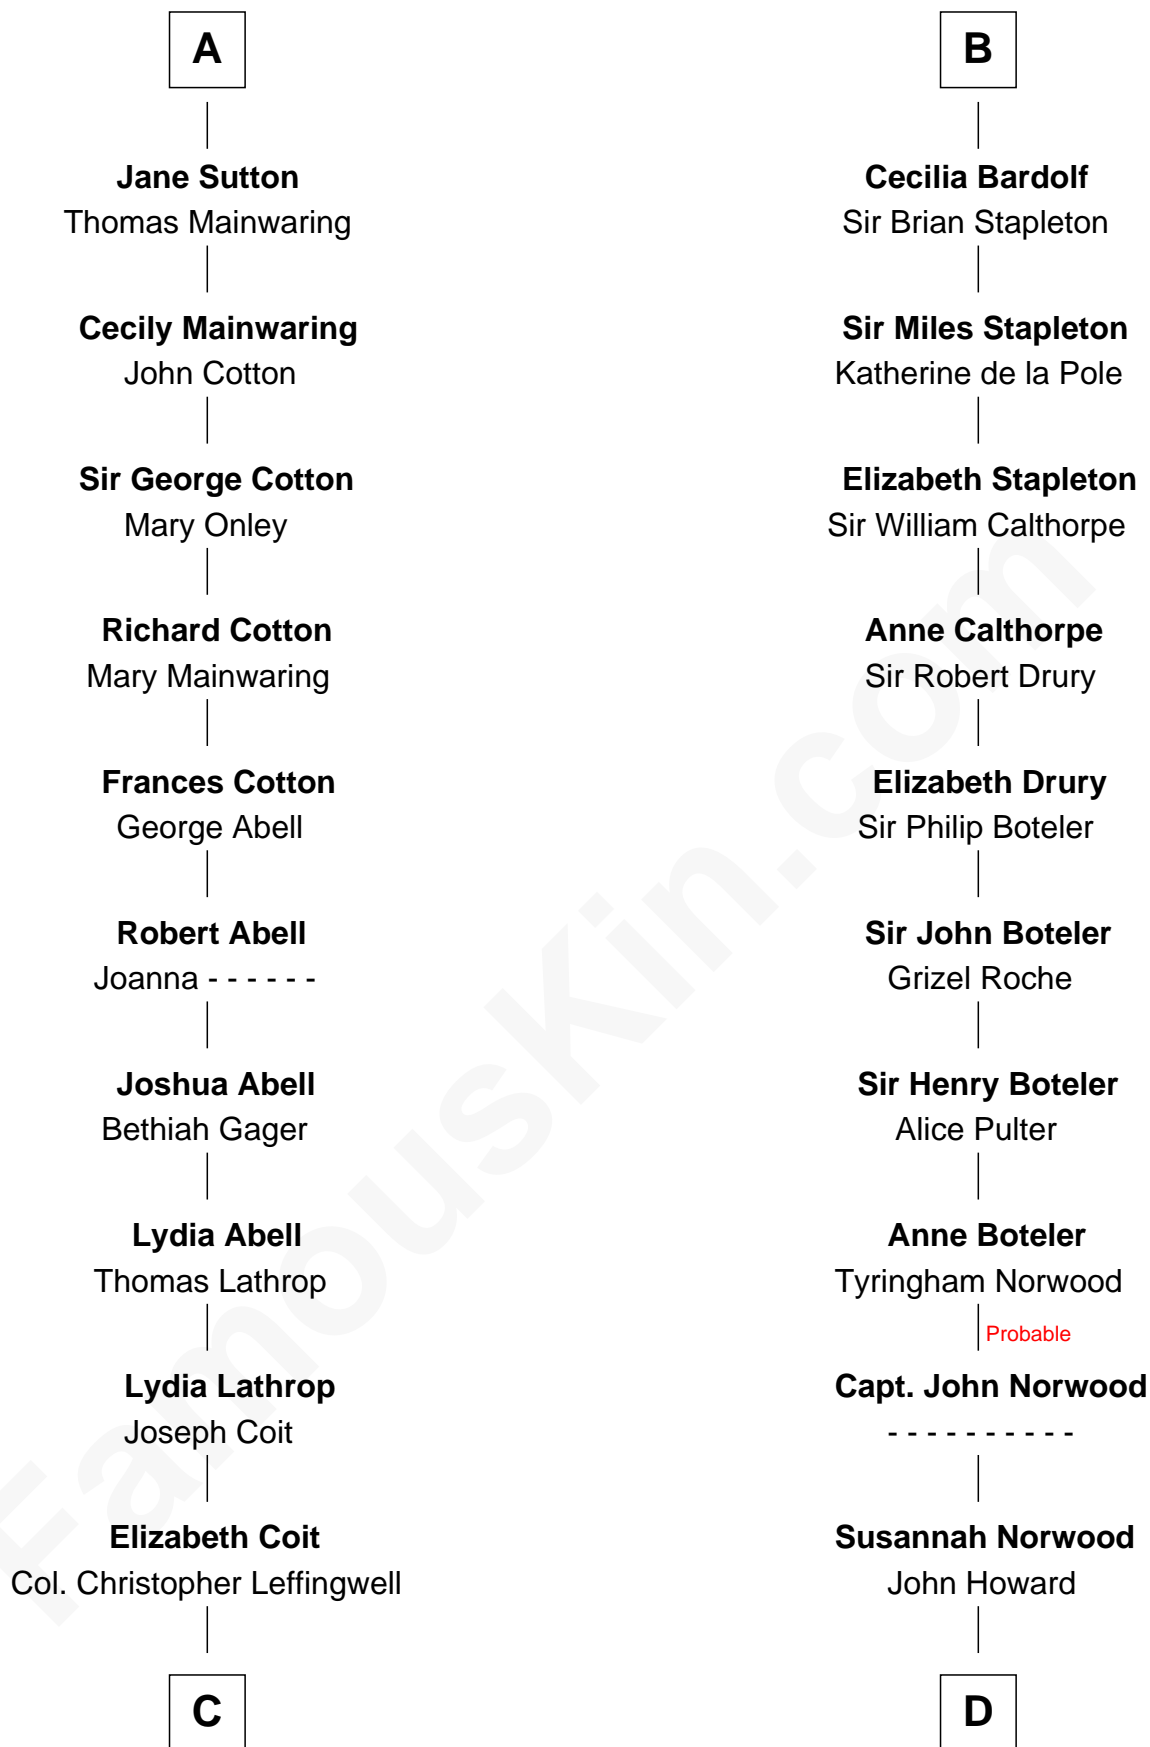 A
Jane Sutton
Thomas Mainwaring
Cecily Mainwaring
John Cotton
Sir George Cotton
Mary Onley
Richard Cotton
Mary Mainwaring
Frances Cotton
George Abell
Robert Abell
Joanna - - - - - -
Joshua Abell
Bethiah Gager
Lydia Abell
Thomas Lathrop
Lydia Lathrop
Joseph Coit
Elizabeth Coit
Col. Christopher Leffingwell
C
B
Cecilia Bardolf
Sir Brian Stapleton
Sir Miles Stapleton
Katherine de la Pole
Elizabeth Stapleton
Sir William Calthorpe
Anne Calthorpe
Sir Robert Drury
Elizabeth Drury
Sir Philip Boteler
Sir John Boteler
Grizel Roche
Sir Henry Boteler
Alice Pulter
Anne Boteler
Tyringham Norwood
Probable
Capt. John Norwood
- - - - - - - - - -
Susannah Norwood
John Howard
D
FamousKin.com